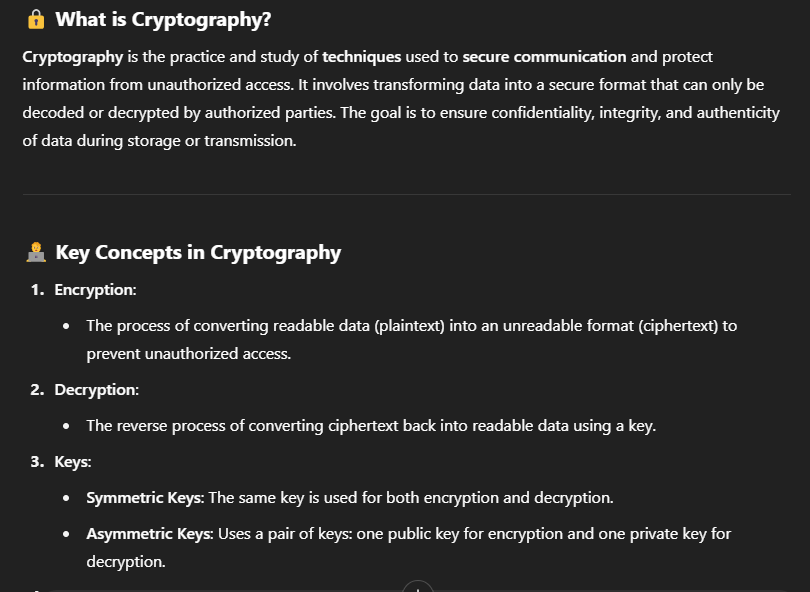 🔒 What is Cryptography?
Cryptography is the practice and study of techniques used to secure communication and protect
information from unauthorized access. It involves transforming data into a secure format that can only be
decoded or decrypted by authorized parties. The goal is to ensure confidentiality, integrity, and authenticity
of data during storage or transmission.
🧑‍💻 Key Concepts in Cryptography
1. Encryption:
• The process of converting readable data (plaintext) into an unreadable format (ciphertext) to
prevent unauthorized access.
2. Decryption:
• The reverse process of converting ciphertext back into readable data using a key.
3. Keys:
• Symmetric Keys: The same key is used for both encryption and decryption.
• Asymmetric Keys: Uses a pair of keys: one public key for encryption and one private key for
decryption.